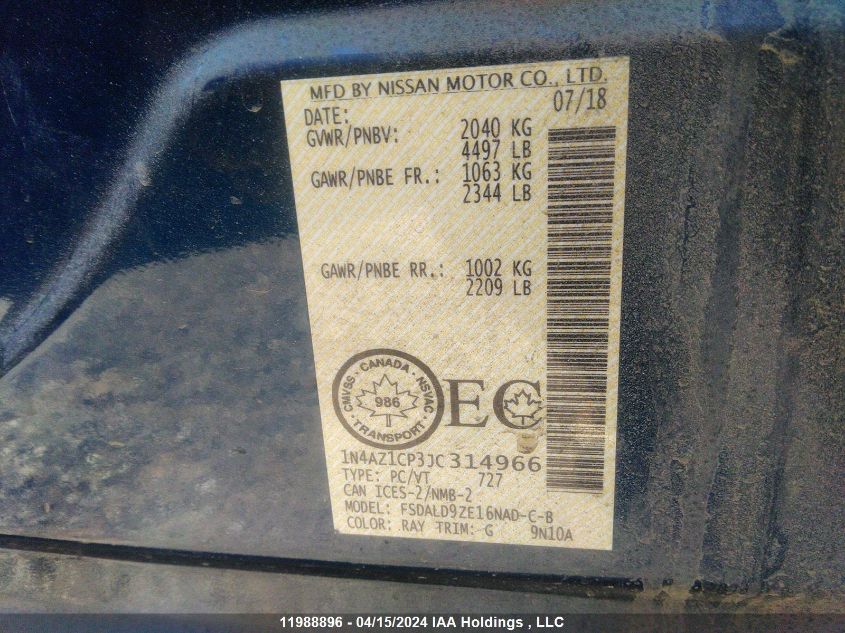 MFD BY NISSAN MOTOR CO., LTD.
DATE: 07/18
GVWR/PNBV: 2040 KG
4497 LB
GAWR/PNBE FR.: 1063 KG
2344 LB
GAWR/PNBE RR.: 1002 KG
2209 LB
CMVSS · CANADA · NSVAC
986
TRANSPORT
EC
1N4AZ1CP3JC314966
TYPE: PC/VT 727
CAN ICES-2/NMB-2
MODEL: FSDALD9ZE16NAD-C-B
COLOR: RAY TRIM: G 9N10A
11988896 - 04/15/2024 IAA Holdings , LLC